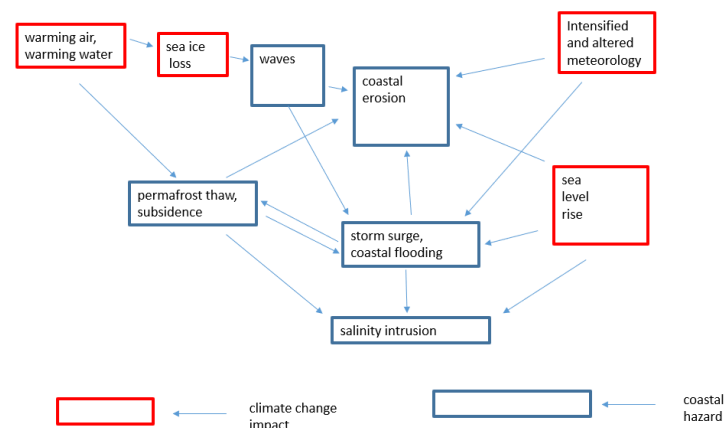 warming air,
warming water
sea ice
loss
waves
coastal
erosion
Intensified
and altered
meteorology
permafrost thaw,
subsidence
storm surge,
coastal flooding
sea
level
rise
salinity intrusion
climate change
impact
coastal
hazard